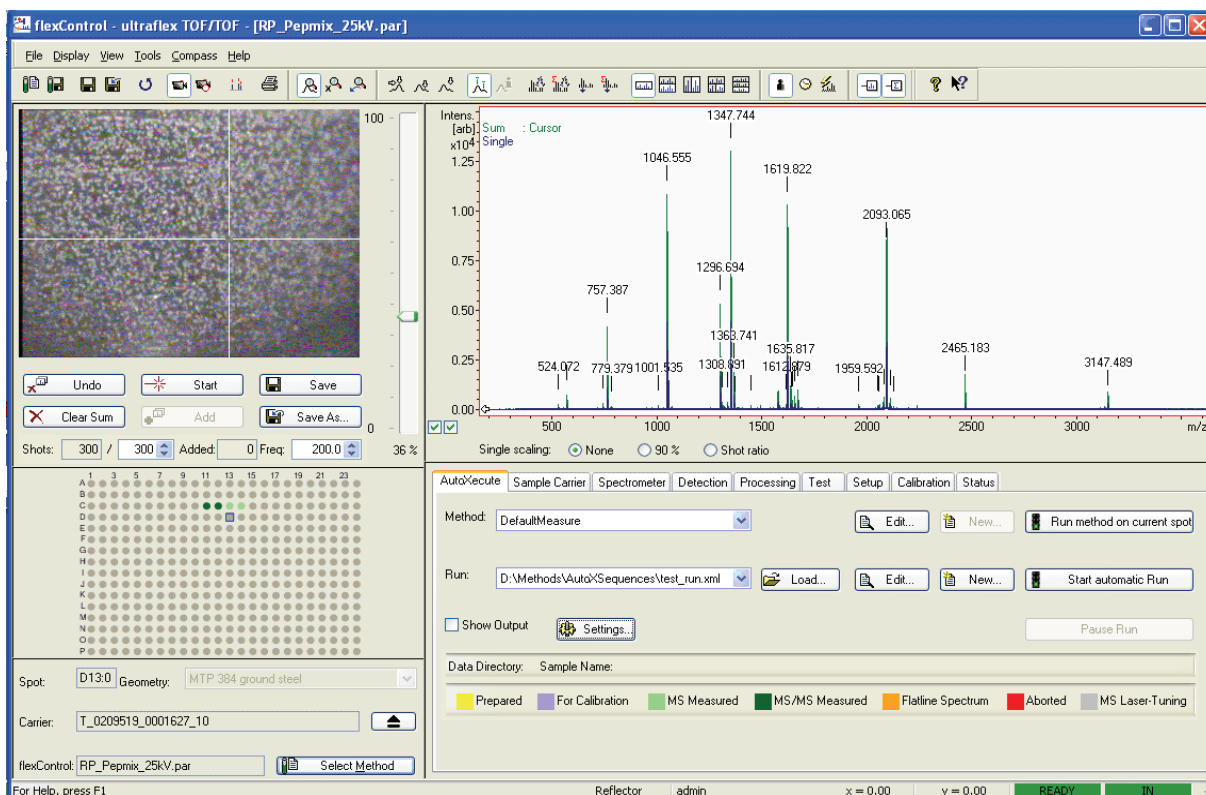 flexControl - ultraflex TOF/TOF - [RP_Pepmix_25kV.par]
File Display View Tools Compass Help
100
0
36 %
Undo Start Save
Clear Sum Add Save As...
Shots: 300 / 300 Added: 0 Freq: 200.0
1 3 5 7 9 11 13 15 17 19 21 23
A
B
C
D
E
F
G
H
I
J
K
L
M
N
O
P
Spot: D13:0 Geometry: MTP 384 ground steel
Carrier: T_0209519_0001627_10
flexControl: RP_Pepmix_25kV.par Select Method
Intens.
[arb]
x10⁴
Sum : Cursor
Single
1.25
1.00
0.75
0.50
0.25
0.00
1347.744
1046.555
1619.822
2093.065
1296.694
757.387
1363.741
1635.817
524.072
779.379
1001.535
1308.691
1612.879
1959.592
2465.183
3147.489
500 1000 1500 2000 2500 3000 m/z
Single scaling: None 90 % Shot ratio
AutoXecute Sample Carrier Spectrometer Detection Processing Test Setup Calibration Status
Method: DefaultMeasure Edit... New... Run method on current spot
Run: D:\Methods\AutoXSequences\test_run.xml Load... Edit... New... Start automatic Run
Show Output Settings... Pause Run
Data Directory: Sample Name:
Prepared For Calibration MS Measured MS/MS Measured Flatline Spectrum Aborted MS Laser-Tuning
For Help, press F1 Reflector admin x = 0.00 y = 0.00 READY IN